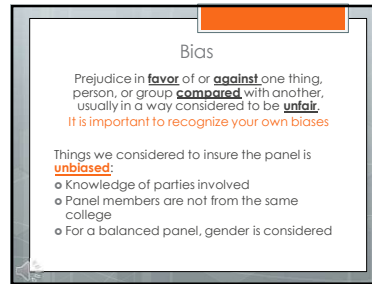 Bias
Prejudice in favor of or against one thing,
person, or group compared with another,
usually in a way considered to be unfair.
It is important to recognize your own biases
Things we considered to insure the panel is
unbiased:
Knowledge of parties involved
Panel members are not from the same
college
For a balanced panel, gender is considered